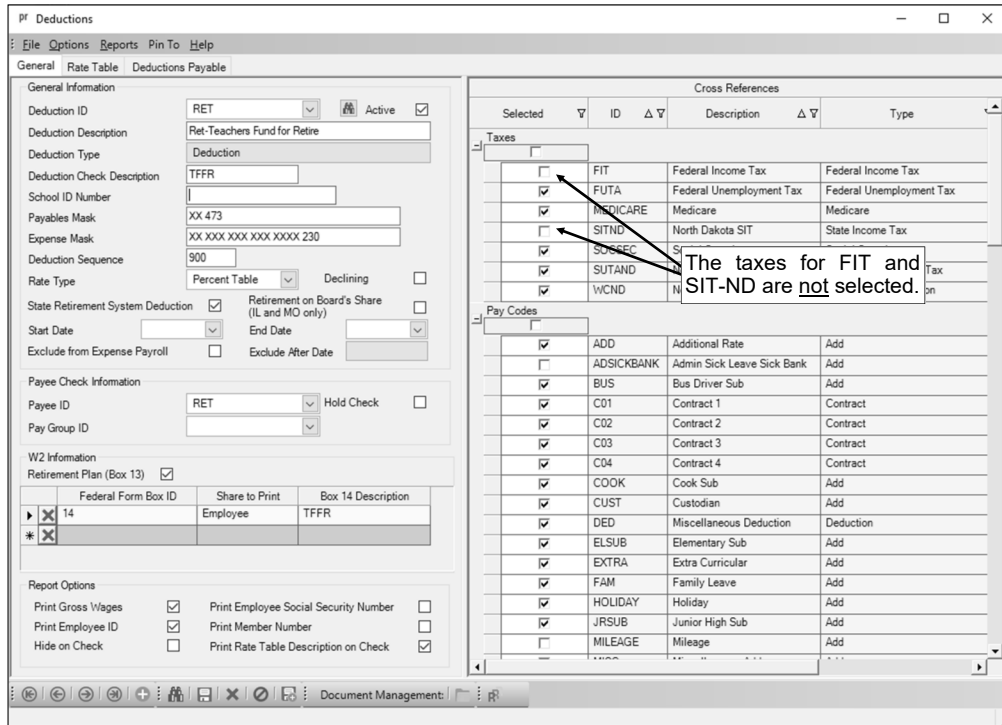 pr Deductions
File Options Reports Pin To Help
General Rate Table Deductions Payable
General Information
Deduction ID RET Active
Deduction Description Ret-Teachers Fund for Retire
Deduction Type Deduction
Deduction Check Description TFFR
School ID Number
Payables Mask XX 473
Expense Mask XX XXX XXX XXX XXXX 230
Deduction Sequence 900
Rate Type Percent Table Declining
State Retirement System Deduction Retirement on Board's Share
(IL and MO only)
Start Date End Date
Exclude from Expense Payroll Exclude After Date
Payee Check Information
Payee ID RET Hold Check
Pay Group ID
W2 Information
Retirement Plan (Box 13)
Federal Form Box ID Share to Print Box 14 Description
14 Employee TFFR
Report Options
Print Gross Wages Print Employee Social Security Number
Print Employee ID Print Member Number
Hide on Check Print Rate Table Description on Check
Cross References
Selected ID Description Type
Taxes
FIT Federal Income Tax Federal Income Tax
FUTA Federal Unemployment Tax Federal Unemployment Tax
MEDICARE Medicare Medicare
SITND North Dakota SIT State Income Tax
SOCSEC
SUTAND Tax
WCND
The taxes for FIT and
SIT-ND are not selected.
Pay Codes
ADD Additional Rate Add
ADSICKBANK Admin Sick Leave Sick Bank Add
BUS Bus Driver Sub Add
C01 Contract 1 Contract
C02 Contract 2 Contract
C03 Contract 3 Contract
C04 Contract 4 Contract
COOK Cook Sub Add
CUST Custodian Add
DED Miscellaneous Deduction Deduction
ELSUB Elementary Sub Add
EXTRA Extra Curricular Add
FAM Family Leave Add
HOLIDAY Holiday Add
JRSUB Junior High Sub Add
MILEAGE Mileage Add
Document Management: